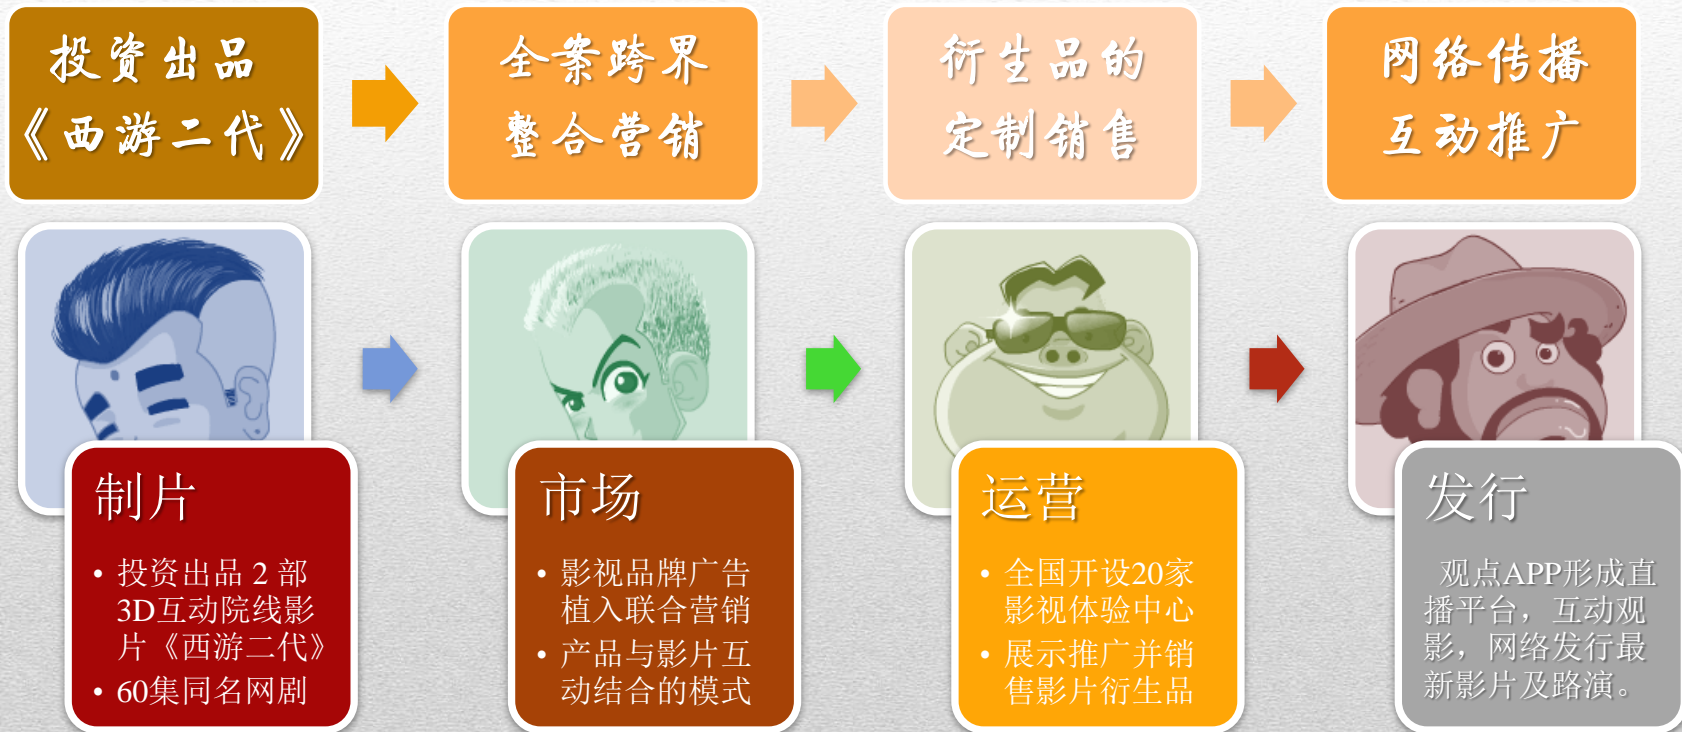 投资出品
《西游二代》
全案跨界
整合营销
衍生品的
定制销售
网络传播
互动推广
制片
• 投资出品 2 部
3D互动院线影
片《西游二代》
• 60集同名网剧
市场
• 影视品牌广告
植入联合营销
• 产品与影片互
动结合的模式
运营
• 全国开设20家
影视体验中心
• 展示推广并销
售影片衍生品
发行
观点APP形成直
播平台，互动观
影，网络发行最
新影片及路演。